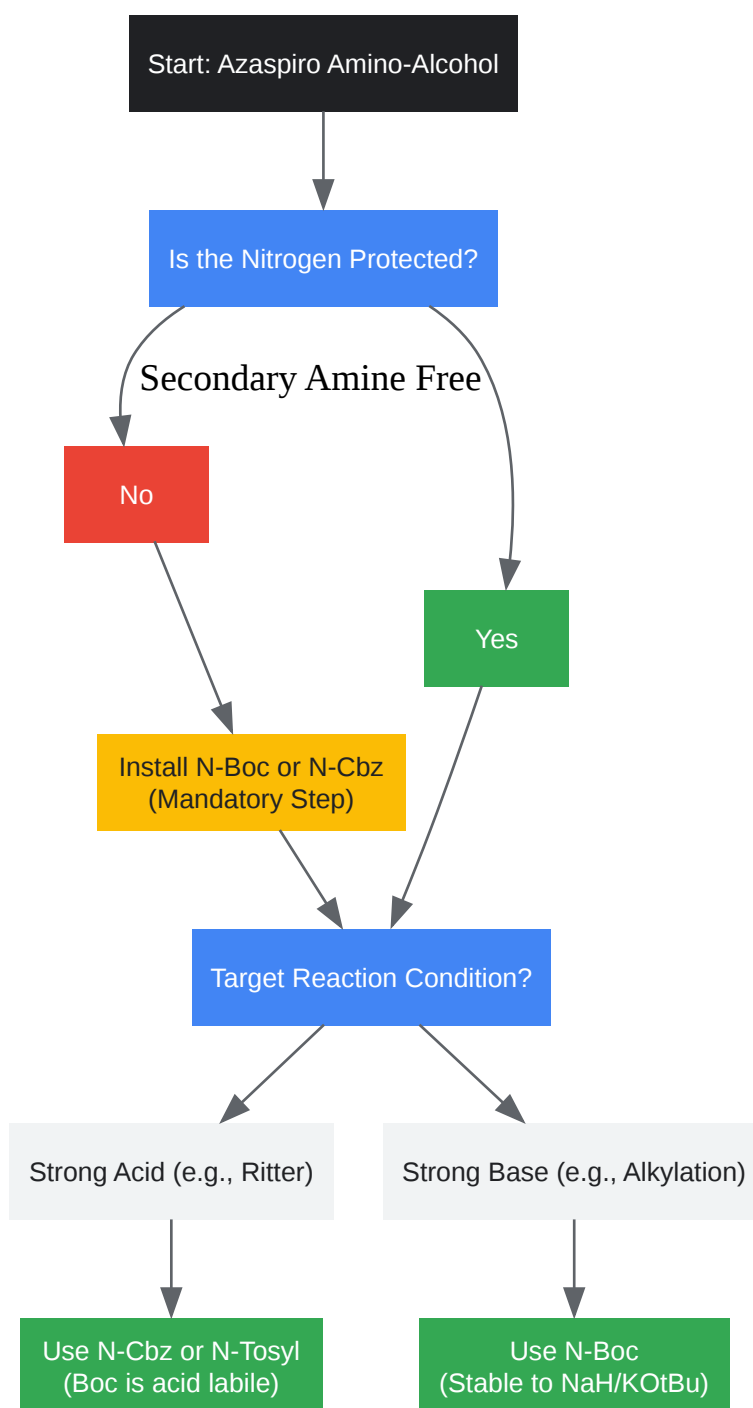 Start: Azaspiro Amino-Alcohol
Is the Nitrogen Protected?
Secondary Amine Free
No
Yes
Install N-Boc or N-Cbz
(Mandatory Step)
Target Reaction Condition?
Strong Acid (e.g., Ritter)
Strong Base (e.g., Alkylation)
Use N-Cbz or N-Tosyl
(Boc is acid labile)
Use N-Boc
(Stable to NaH/KOtBu)